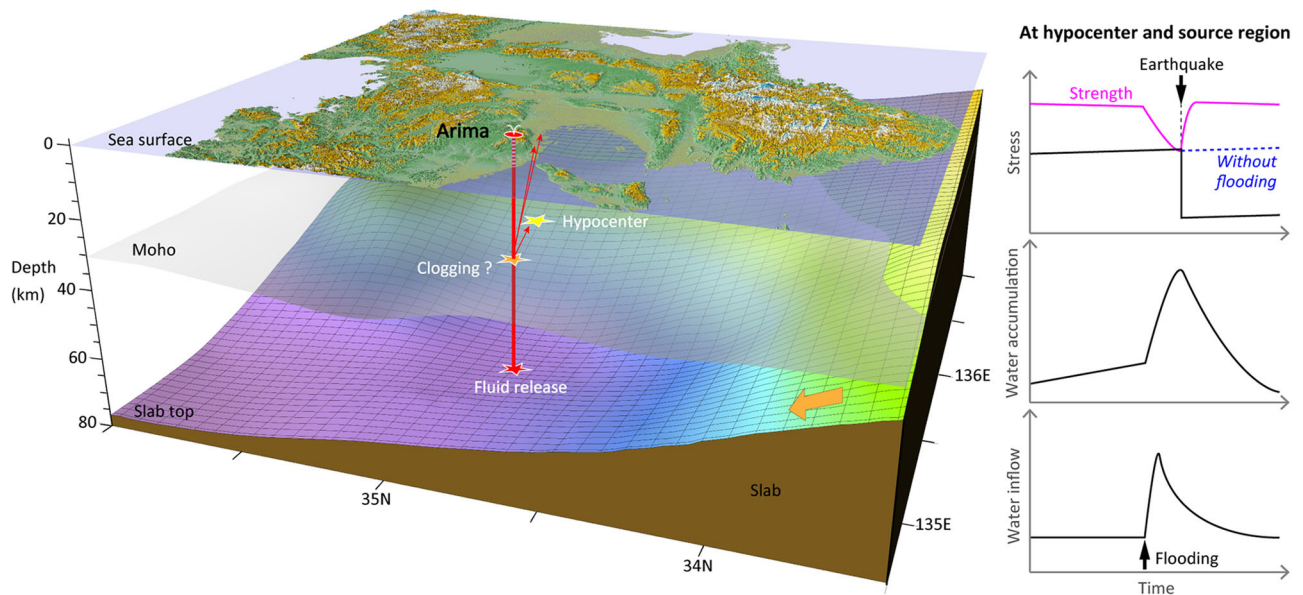 At hypocenter and source region
Earthquake
Strength
Stress
Without
flooding
Water accumulation
Water inflow
Flooding
Time
Arima
Sea surface
0
20
40
60
80
Depth
(km)
Moho
Hypocenter
Clogging ?
Fluid release
Slab top
Slab
35N
34N
136E
135E